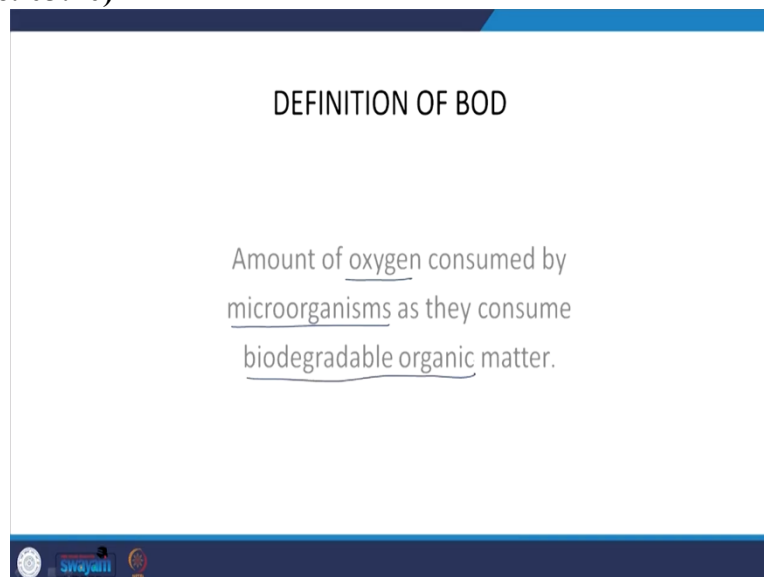 DEFINITION OF BOD
Amount of oxygen consumed by
microorganisms as they consume
biodegradable organic matter.
swayam